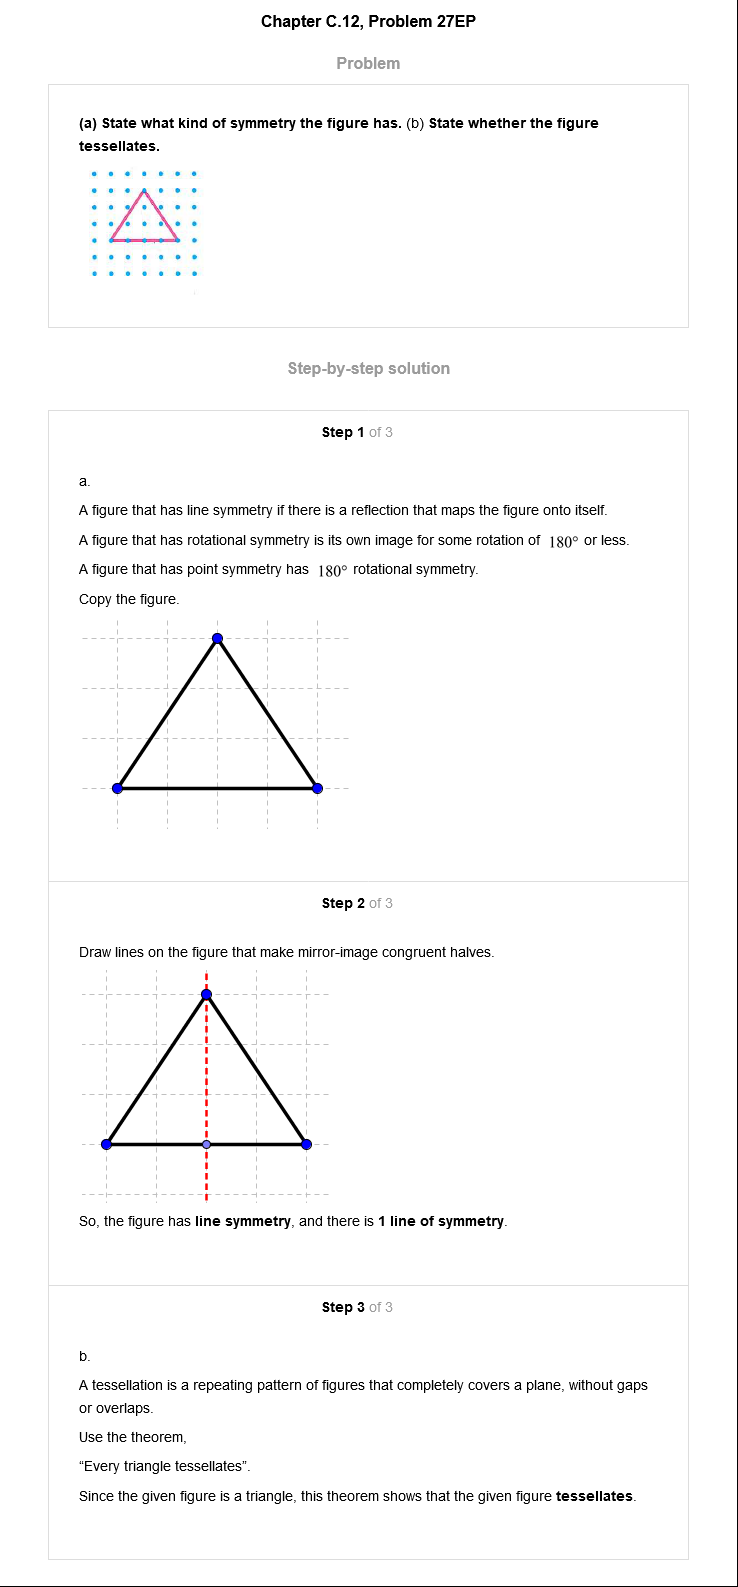 Chapter C.12, Problem 27EP
Problem
(a) State what kind of symmetry the figure has. (b) State whether the figure
tessellates.
Step-by-step solution
Step 1 of 3
a.
A figure that has line symmetry if there is a reflection that maps the figure onto itself.
A figure that has rotational symmetry is its own image for some rotation of 180° or less.
A figure that has point symmetry has 180° rotational symmetry.
Copy the figure.
Step 2 of 3
Draw lines on the figure that make mirror-image congruent halves.
So, the figure has line symmetry, and there is 1 line of symmetry.
Step 3 of 3
b.
A tessellation is a repeating pattern of figures that completely covers a plane, without gaps
or overlaps.
Use the theorem,
“Every triangle tessellates”.
Since the given figure is a triangle, this theorem shows that the given figure tessellates.